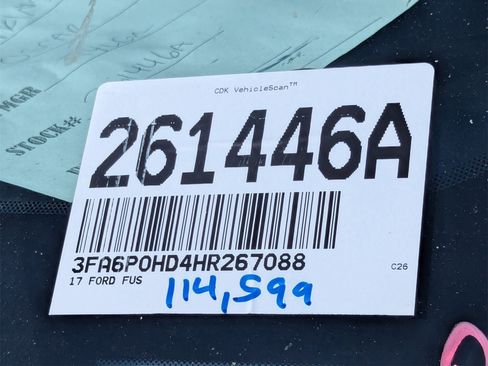 MGR
STOCK#
CDK VehicleScan™
261446A
3FA6P0HD4HR267088
C26
17 FORD FUS
114,599